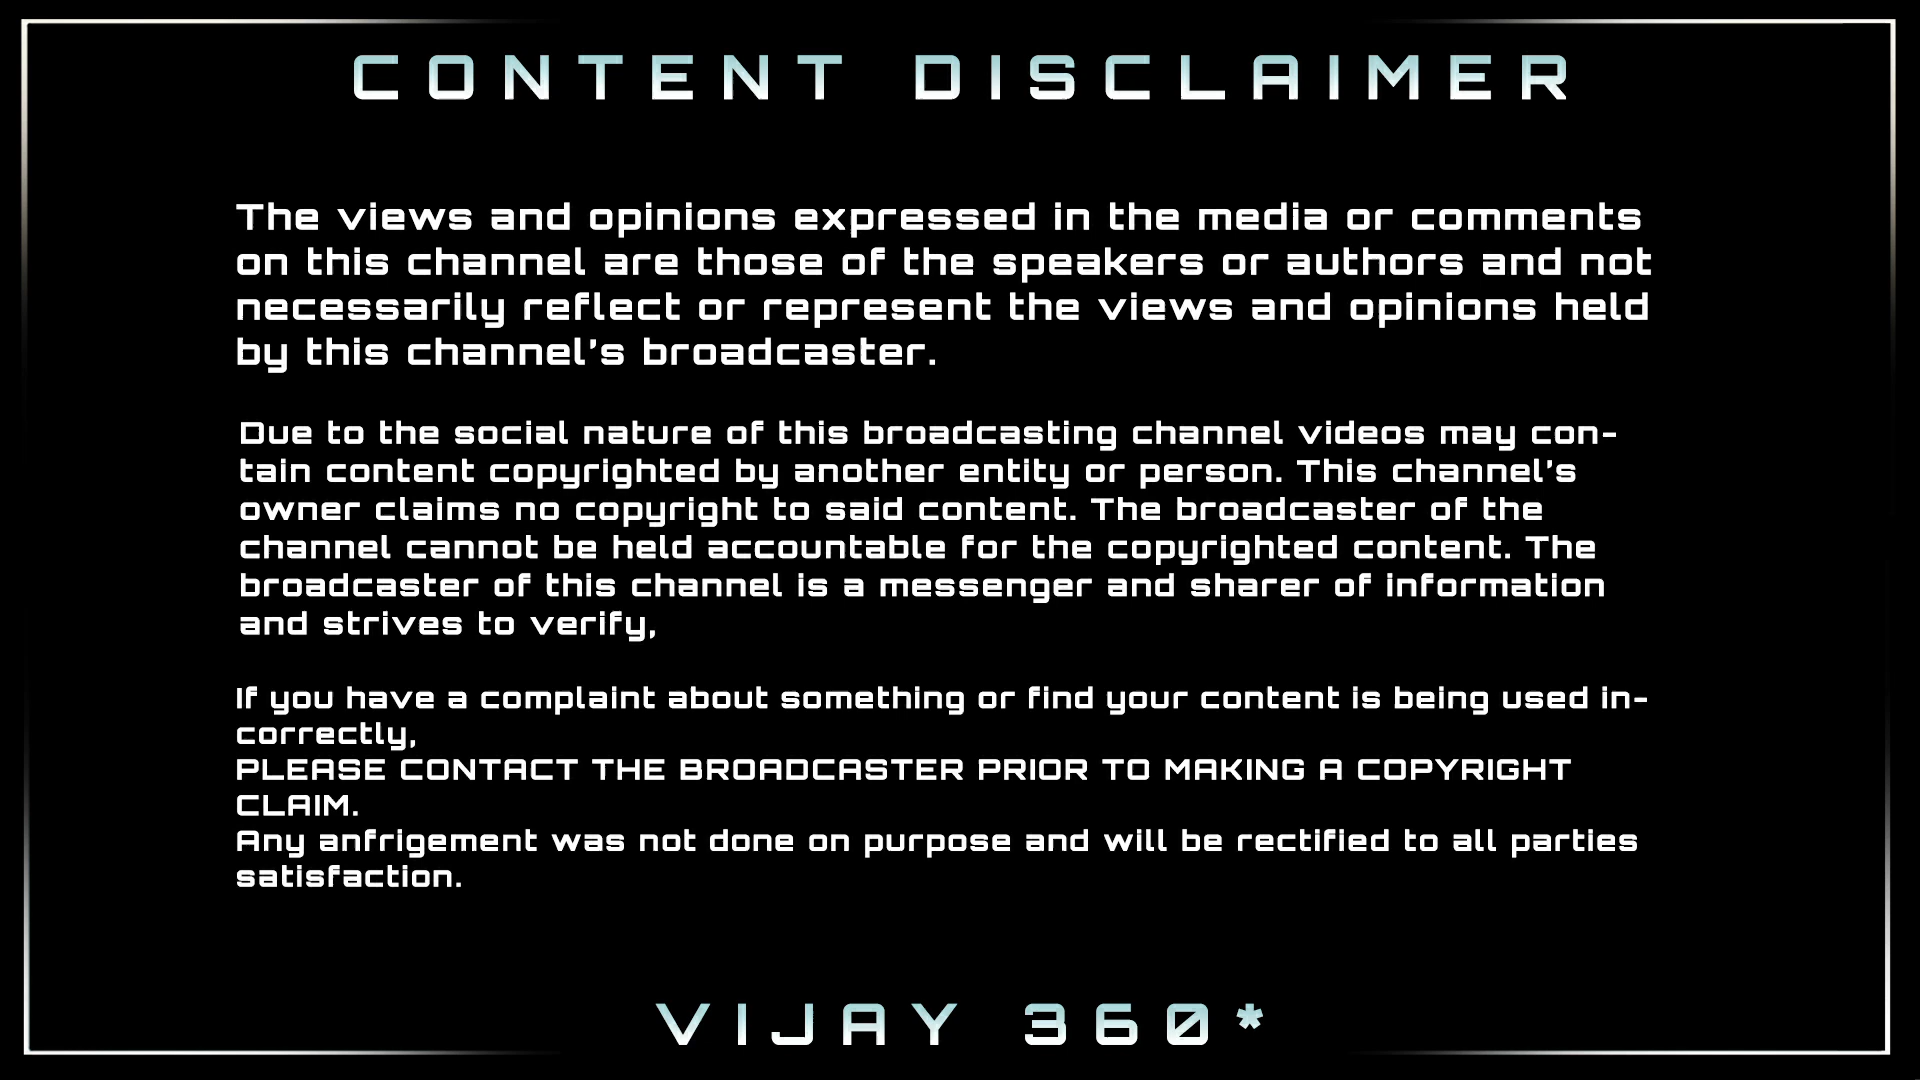 CONTENT DISCLAIMER
The views and opinions expressed in the media or comments
on this channel are those of the speakers or authors and not
necessarily reflect or represent the views and opinions held
by this channel's broadcaster.
Due to the social nature of this broadcasting channel videos may con-
tain content copyrighted by another entity or person. This channel's
owner claims no copyright to said content. The broadcaster of the
channel cannot be held accountable for the copyrighted content. The
broadcaster of this channel is a messenger and sharer of information
and strives to verify,
If you have a complaint about something or find your content is being used in-
correctly,
PLEASE CONTACT THE BROADCASTER PRIOR TO MAKING A COPYRIGHT
CLAIM.
Any anfrigement was not done on purpose and will be rectified to all parties
satisfaction.
VIJAY 360*